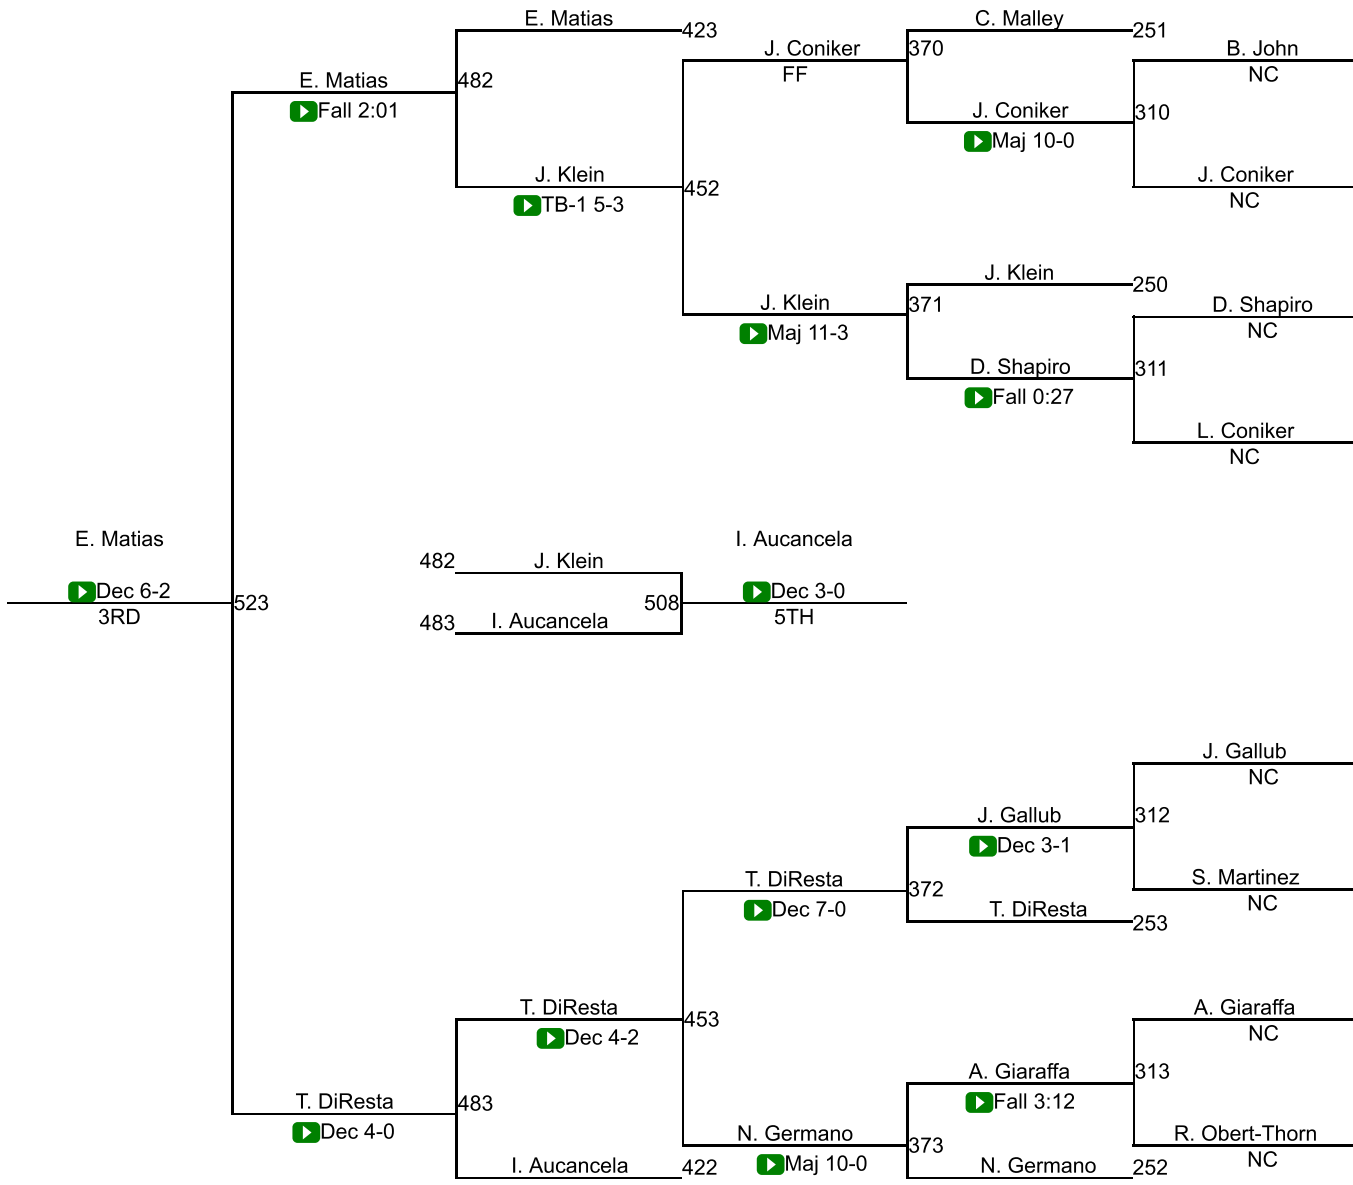 E. Matias
423
C. Malley
251
J. Coniker
FF
370
B. John
NC
E. Matias
Fall 2:01
482
J. Coniker
Maj 10-0
310
J. Klein
TB-1 5-3
452
J. Coniker
NC
J. Klein
250
J. Klein
Maj 11-3
371
D. Shapiro
NC
D. Shapiro
Fall 0:27
311
L. Coniker
NC
E. Matias
Dec 6-2
3RD
523
482
J. Klein
483
I. Aucancela
508
I. Aucancela
Dec 3-0
5TH
J. Gallub
NC
J. Gallub
Dec 3-1
312
T. DiResta
Dec 7-0
372
S. Martinez
NC
T. DiResta
253
T. DiResta
Dec 4-2
453
A. Giaraffa
NC
A. Giaraffa
Fall 3:12
313
T. DiResta
Dec 4-0
483
N. Germano
Maj 10-0
373
R. Obert-Thorn
NC
I. Aucancela
422
N. Germano
252